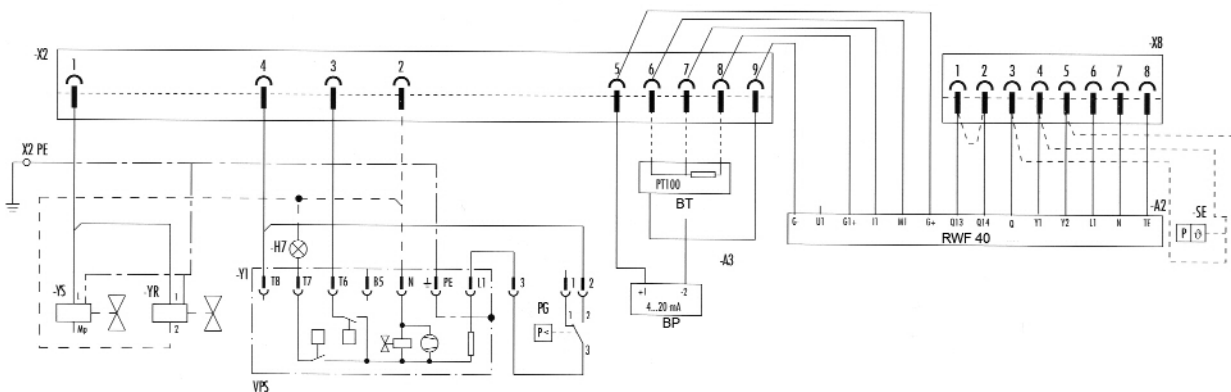 -X2
1 4 3 2 5 6 7 8 9
-X8
1 2 3 4 5 6 7 8
X2 PE
PT100
BT
-A2
-SE
P
G- U1 G1+ I1 M1 G+ Q13 Q14 Q Y1 Y2 L1 N TE
RWF 40
-H7
-A3
-Y1
T8 T7 T6 B5 N PE L1 3 1 2
-YS
-YR
+1 -2
4...20 mA
BP
PG
1 2
P<
3
Mp
2
VPS